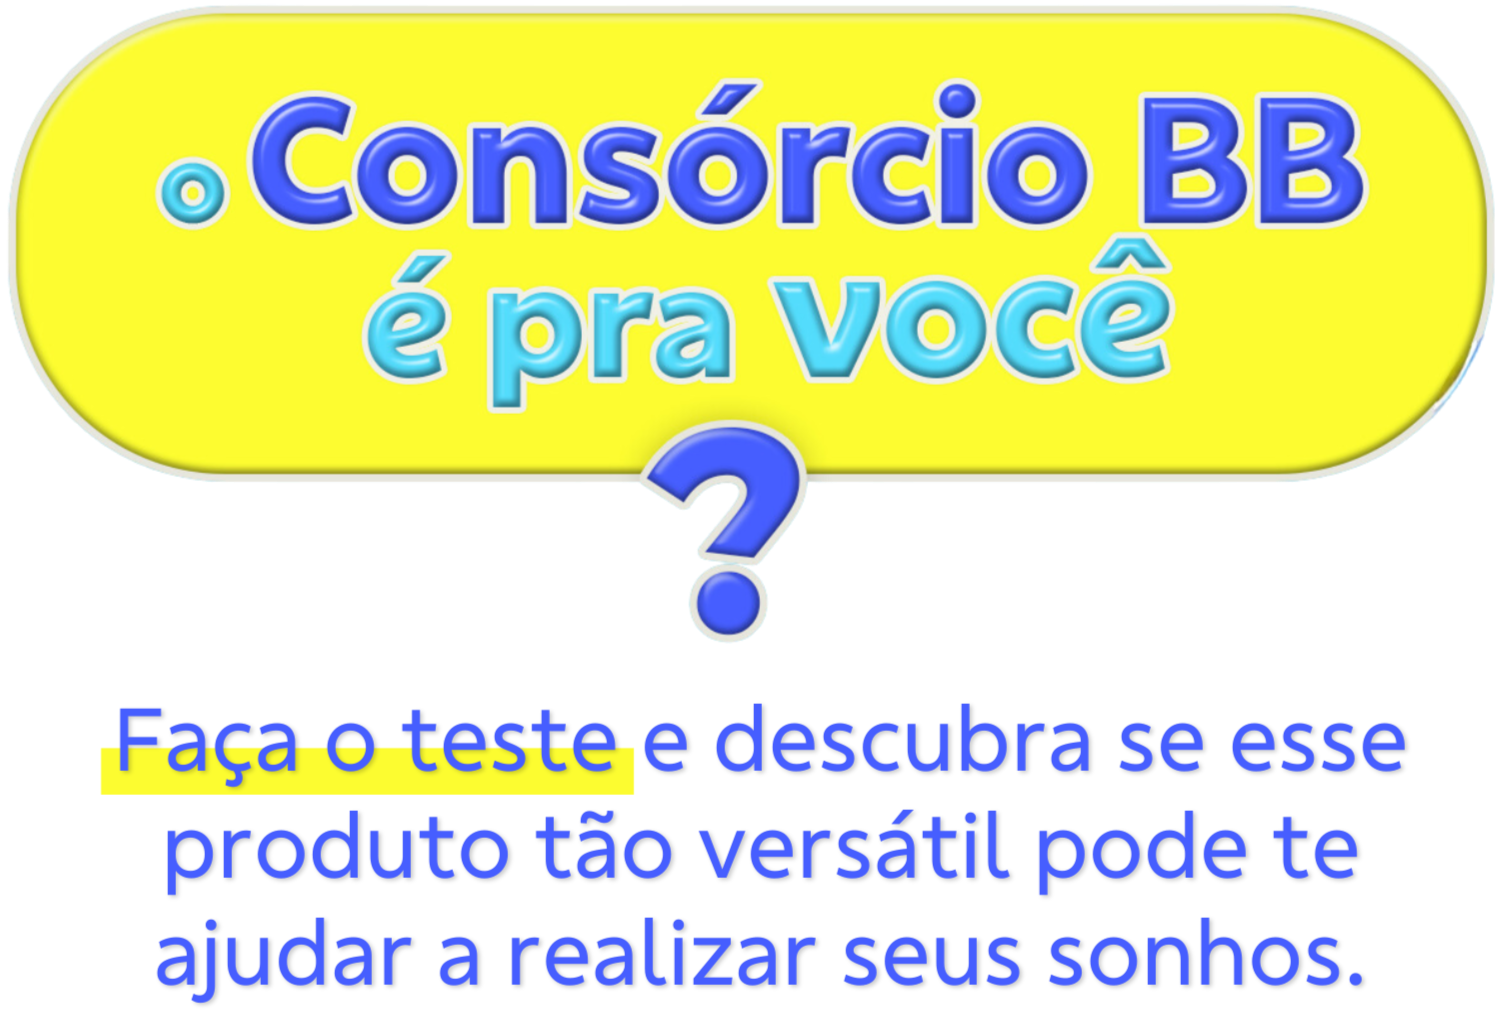 o Consórcio BB
é pra você
?
Faça o teste e descubra se esse
produto tão versátil pode te
ajudar a realizar seus sonhos.